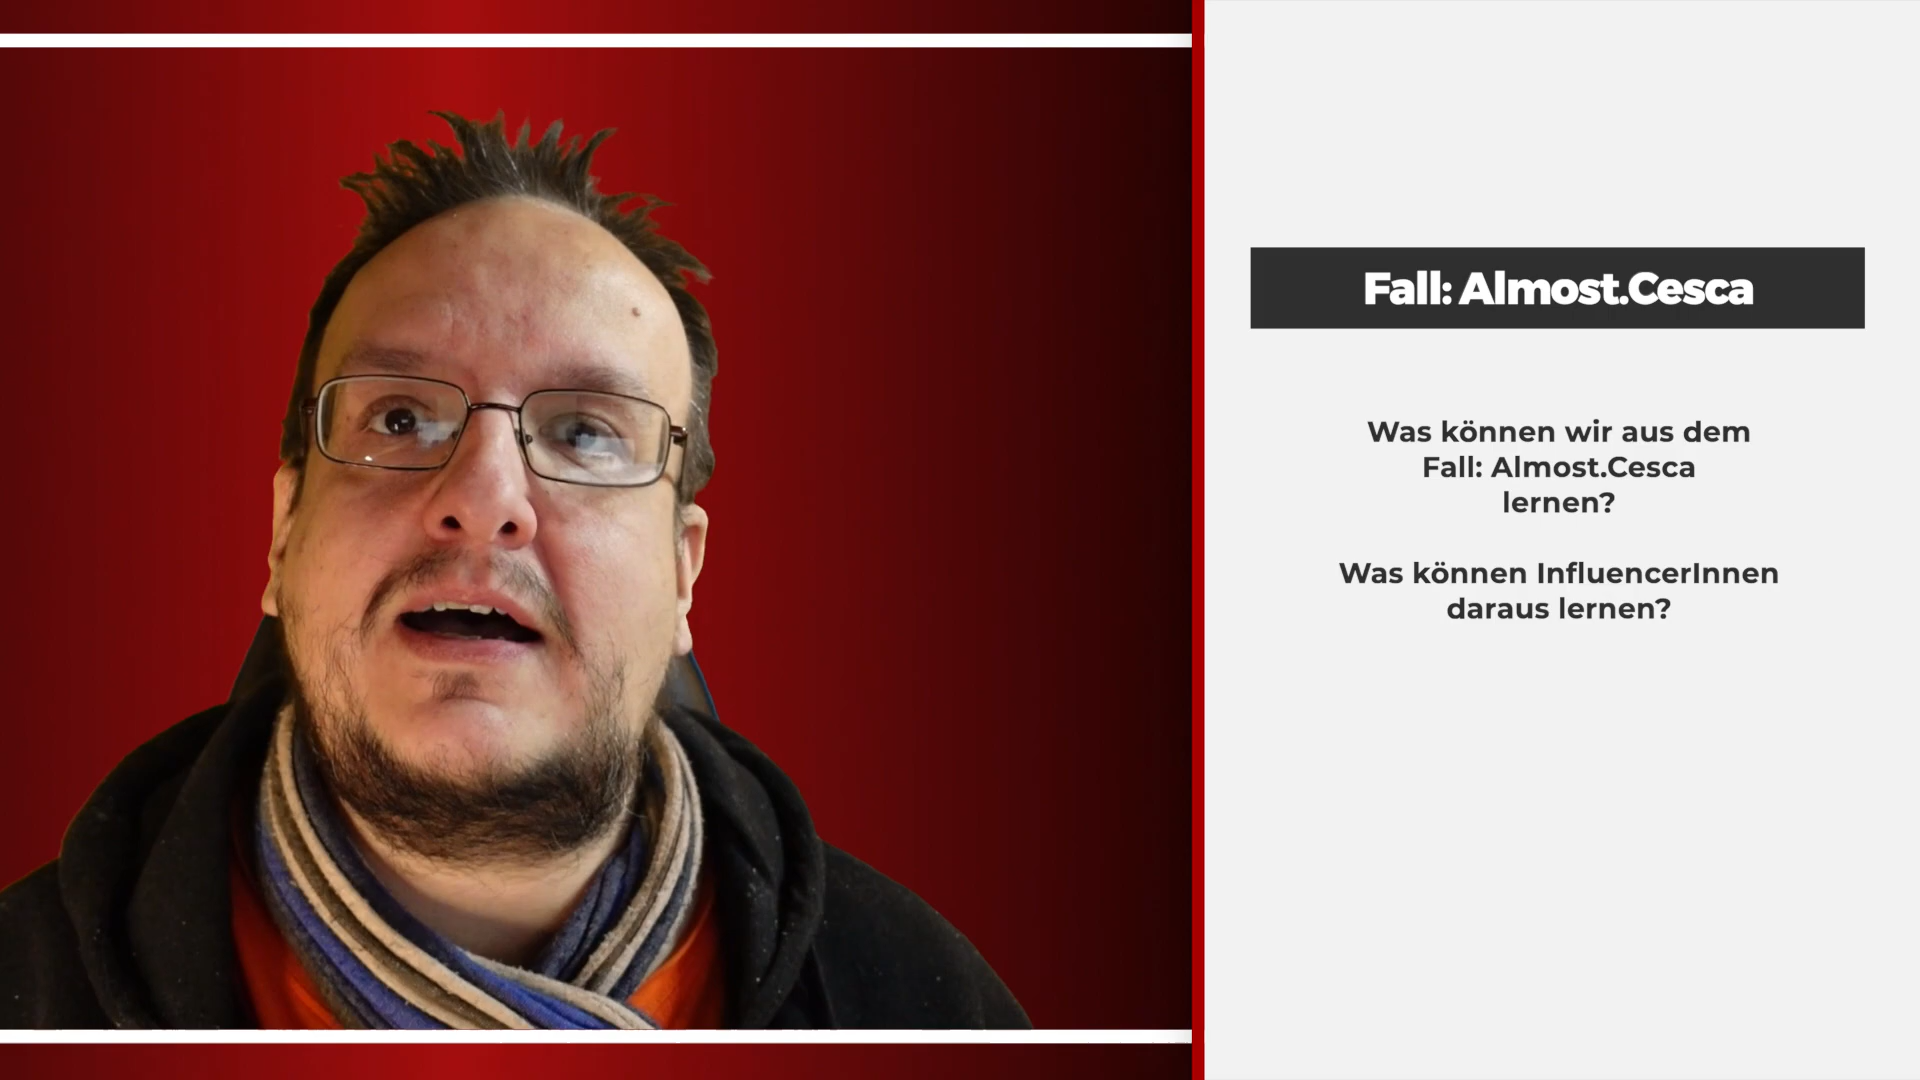 Fall: Almost.Cesca
Was können wir aus dem
Fall: Almost.Cesca
lernen?
Was können InfluencerInnen
daraus lernen?